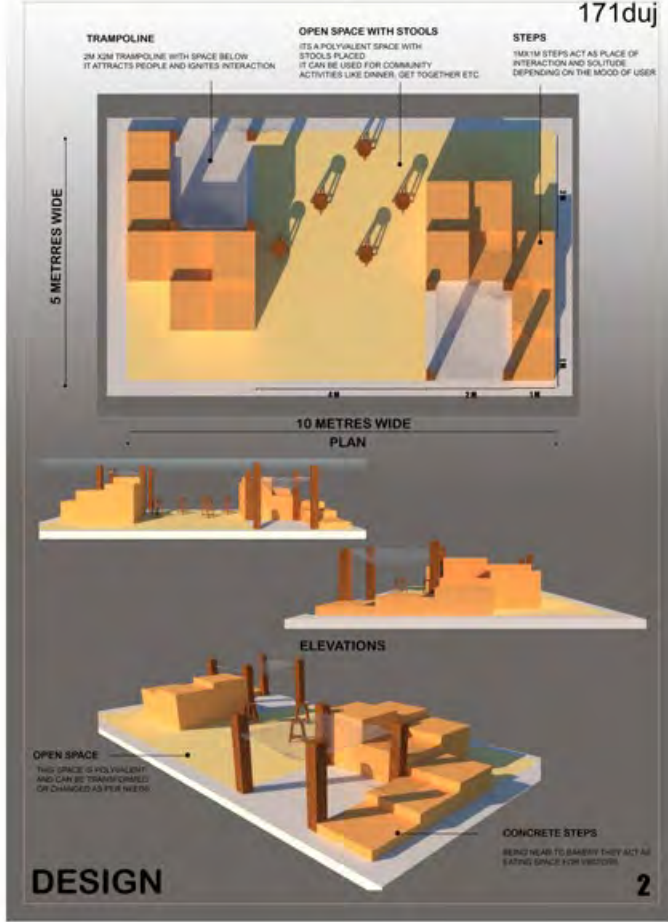 171duj
TRAMPOLINE
2M X2M TRAMPOLINE WITH SPACE BELOW
IT ATTRACTS PEOPLE AND IGNITES INTERACTION
OPEN SPACE WITH STOOLS
ITS A POLYVALENT SPACE WITH
STOOLS PLACED
IT CAN BE USED FOR COMMUNITY
ACTIVITIES LIKE DINNER, GET TOGETHER ETC
STEPS
1MX1M STEPS ACT AS PLACE OF
INTERACTION AND SOLITUDE
DEPENDING ON THE MOOD OF USER
5 METRRES WIDE
4M
2M
1M
10 METRES WIDE
PLAN
ELEVATIONS
OPEN SPACE
THIS SPACE IS POLYVALENT
AND CAN BE TRANSFORMED
OR CHANGED AS PER NEEDS
CONCRETE STEPS
BEING NEAR TO BAKERY THEY ACT AS
EATING SPACE FOR VISITORS
DESIGN
2